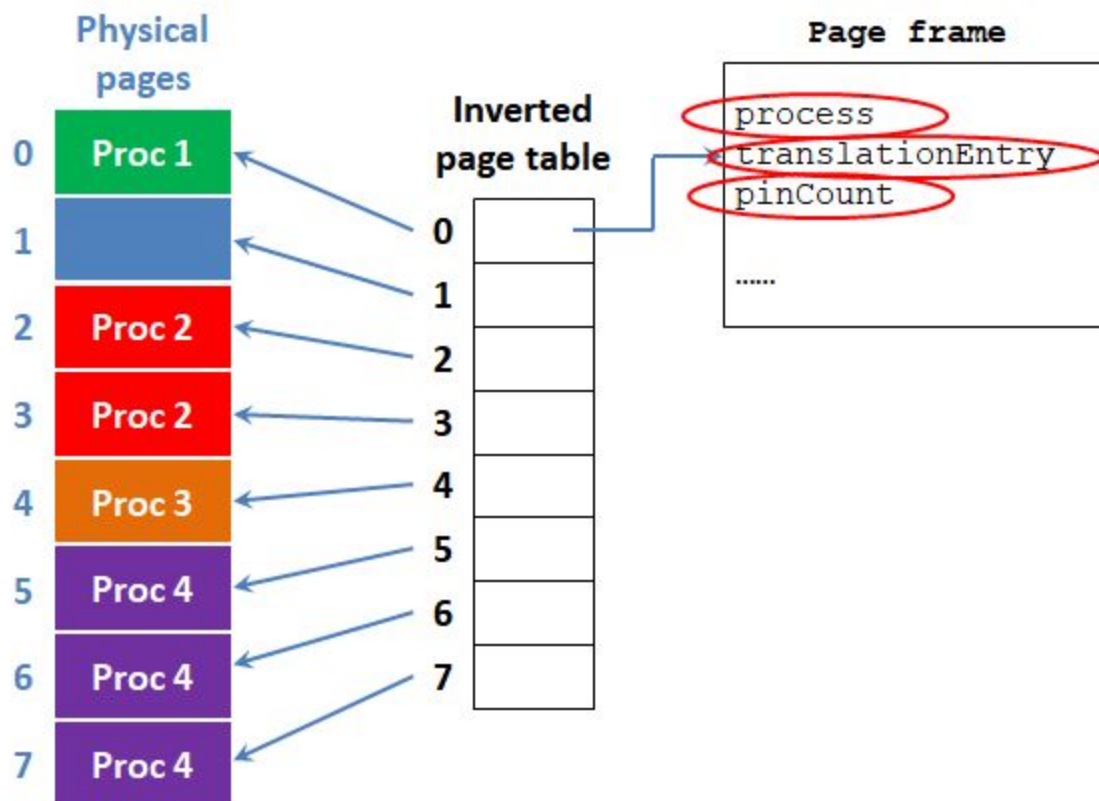 Physical
pages
0
Proc 1
1
2
Proc 2
3
Proc 2
4
Proc 3
5
Proc 4
6
Proc 4
7
Proc 4
Inverted
page table
0
1
2
3
4
5
6
7
Page frame
process
translationEntry
pinCount
……